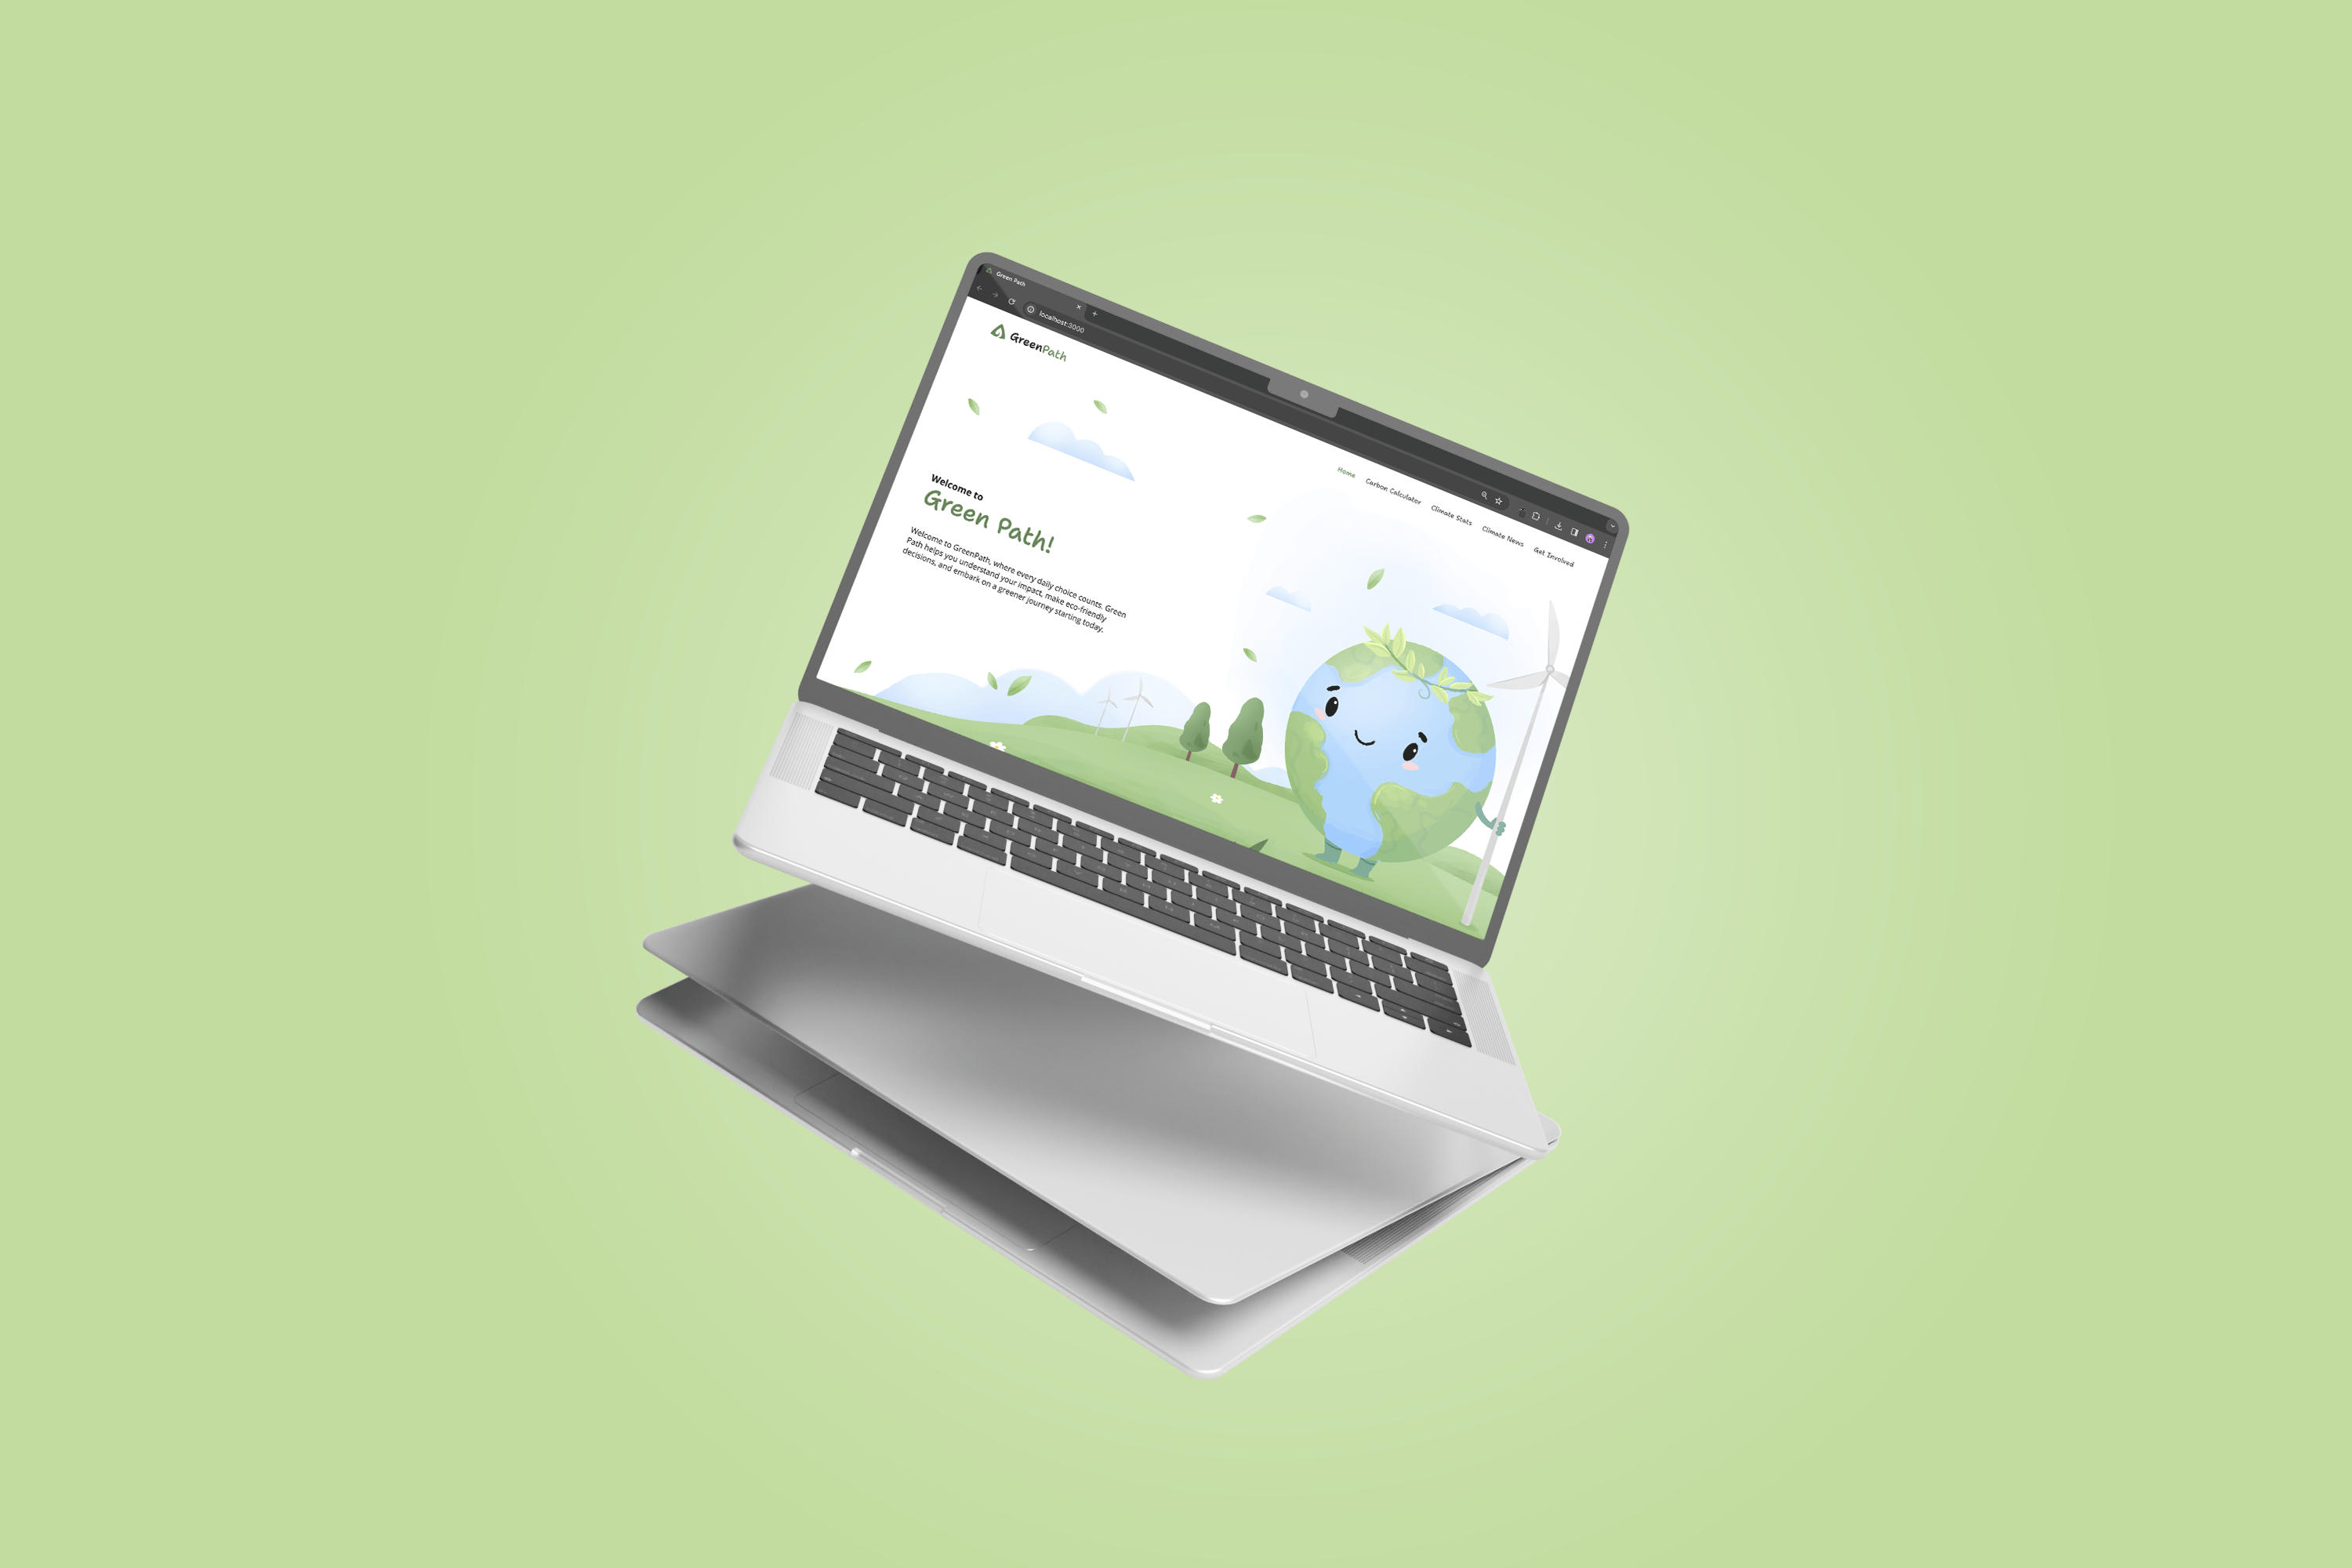 Green Path
localhost:3000
GreenPath
Home Carbon Calculator Climate Stats Climate News Get Involved
Welcome to
Green Path!
Welcome to GreenPath, where every daily choice counts. Green
Path helps you understand your impact, make eco-friendly
decisions, and embark on a greener journey starting today.